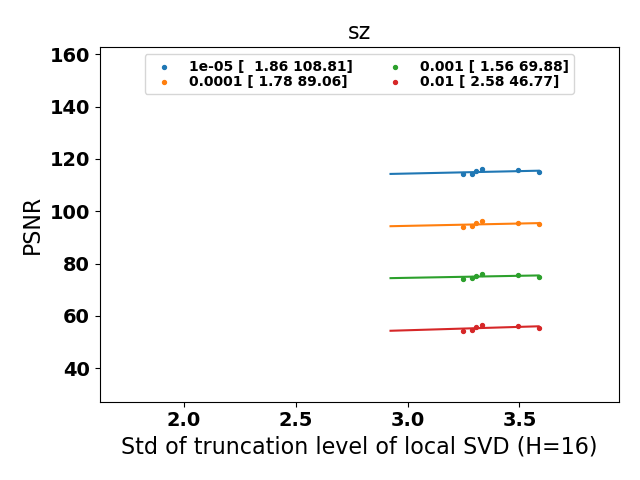 sz
160
140
120
100
80
60
40
PSNR
1e-05 [  1.86 108.81]
0.0001 [ 1.78 89.06]
0.001 [ 1.56 69.88]
0.01 [ 2.58 46.77]
2.0 2.5 3.0 3.5
Std of truncation level of local SVD (H=16)